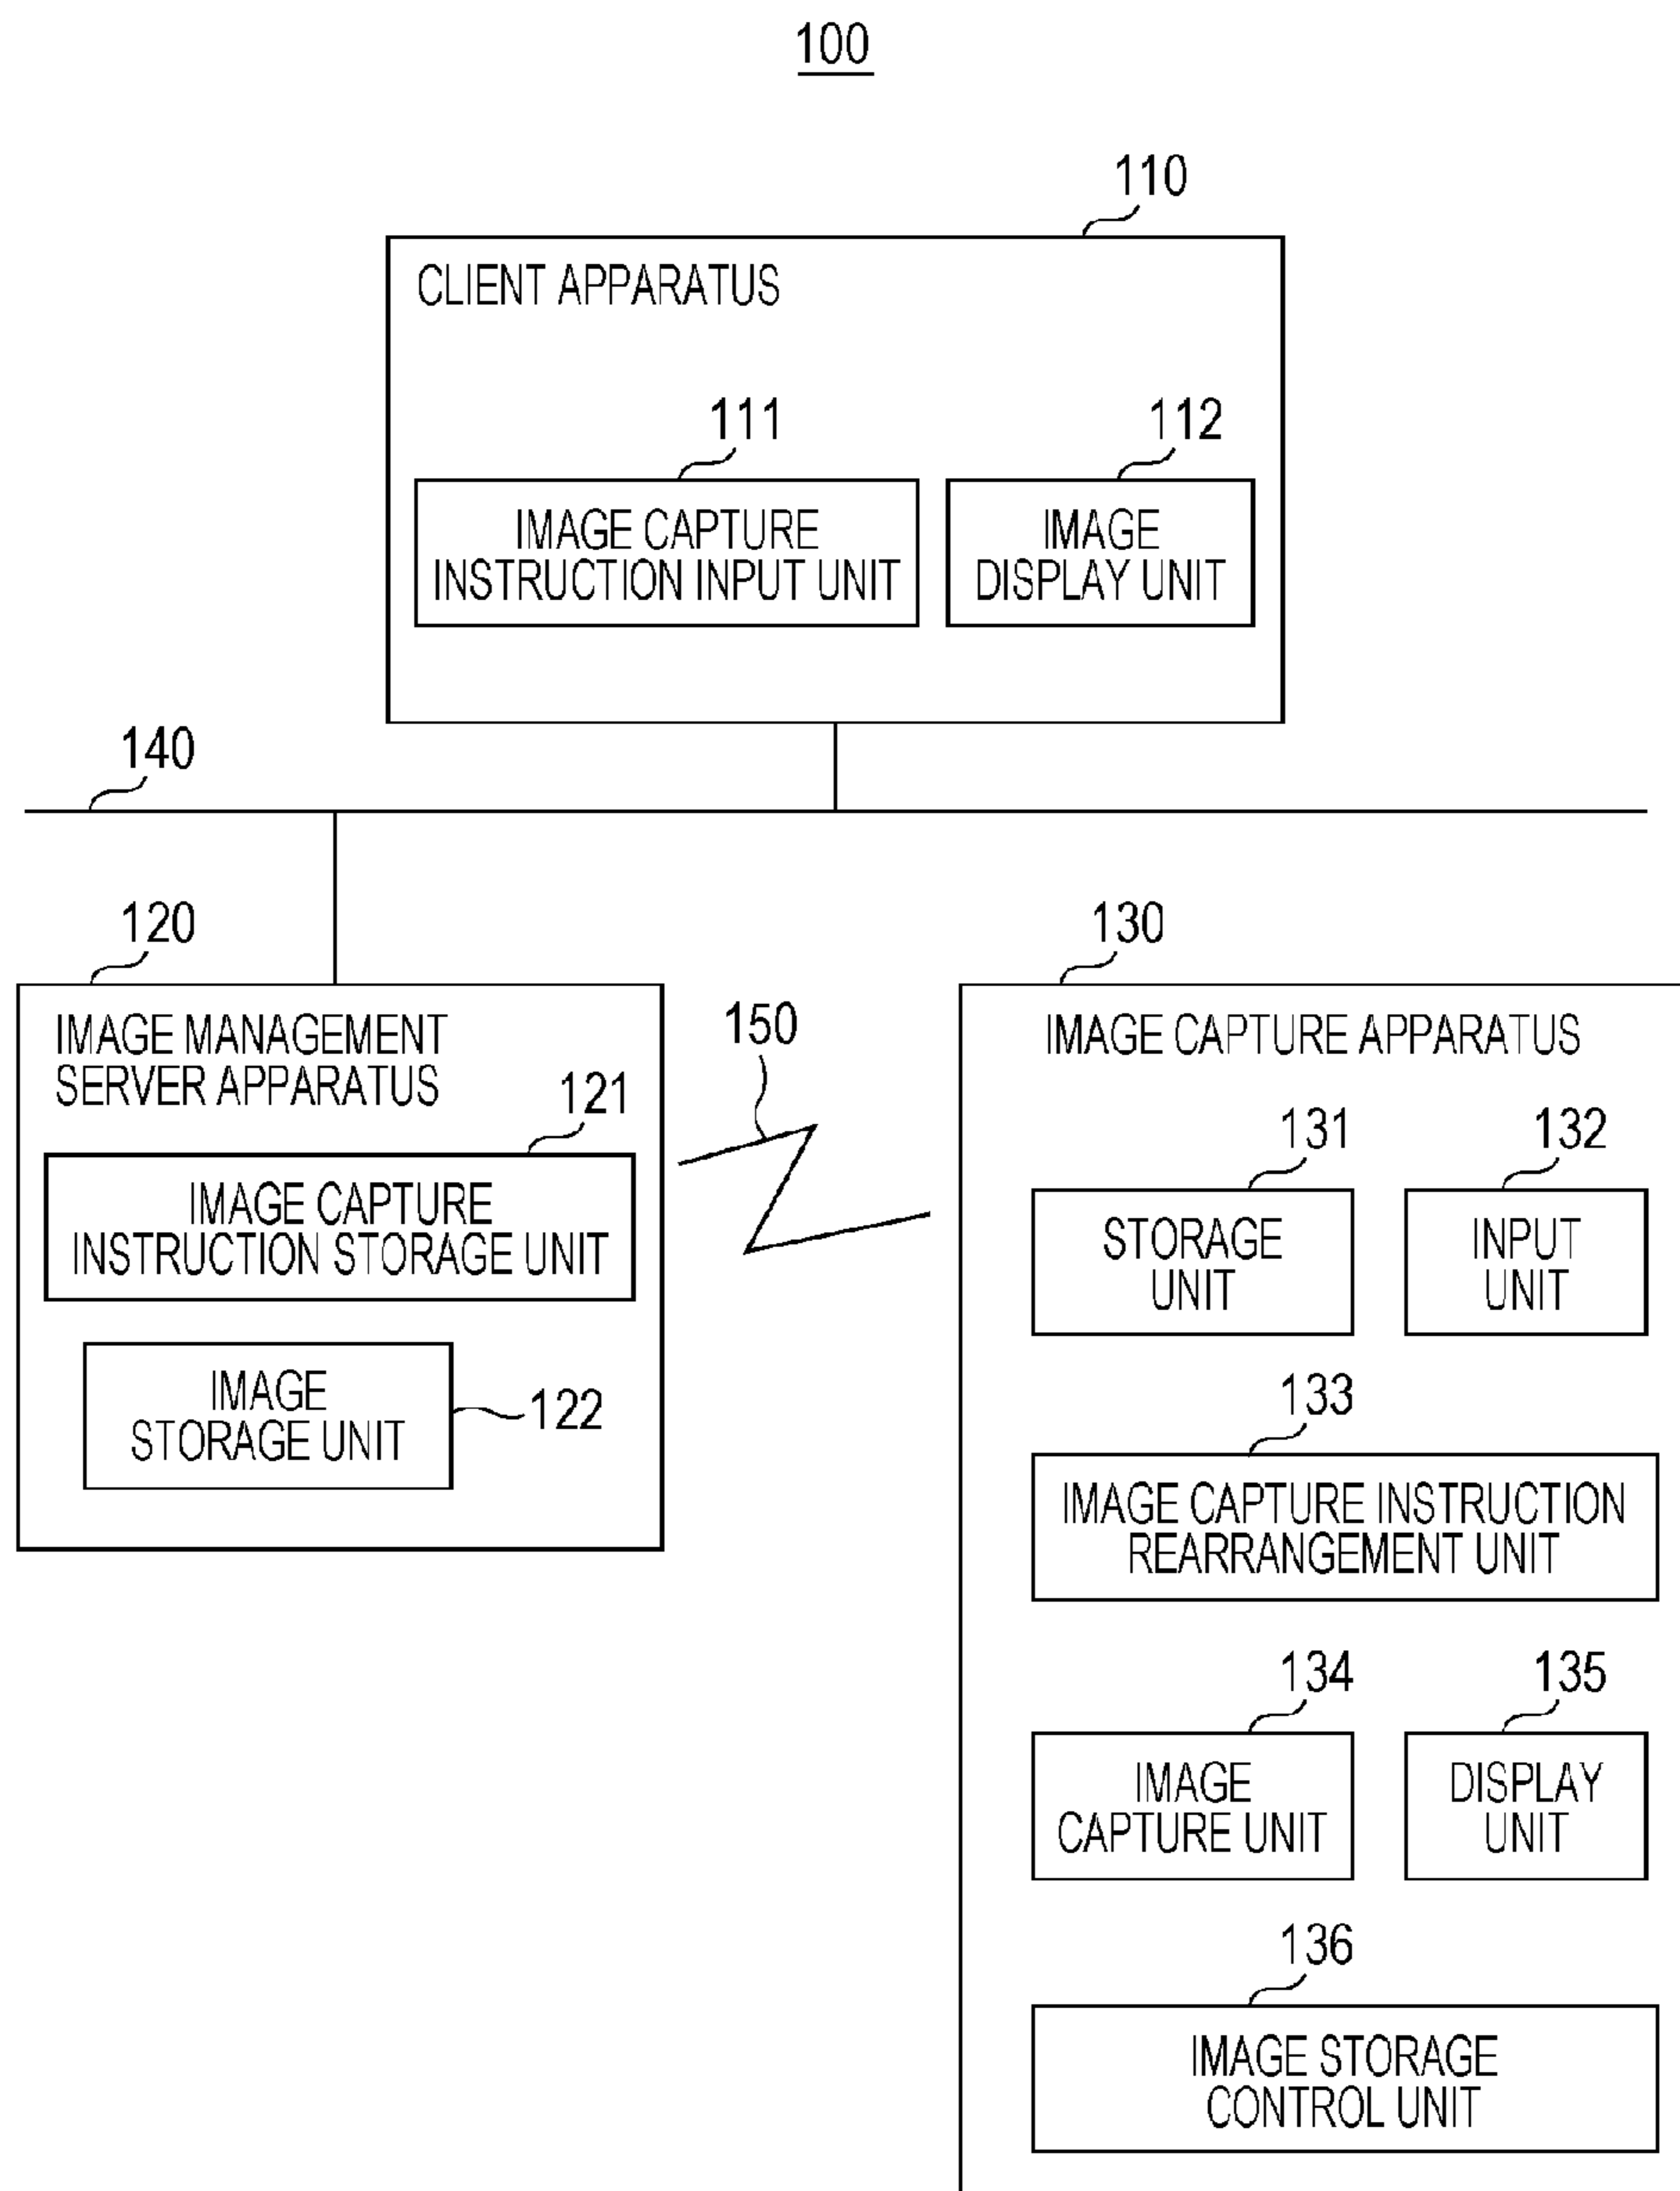 100
110
CLIENT APPARATUS
111
112
IMAGE CAPTURE
INSTRUCTION INPUT UNIT
IMAGE
DISPLAY UNIT
140
120
130
IMAGE MANAGEMENT
SERVER APPARATUS
150
IMAGE CAPTURE APPARATUS
121
131
132
IMAGE CAPTURE
INSTRUCTION STORAGE UNIT
STORAGE
UNIT
INPUT
UNIT
IMAGE
STORAGE UNIT
122
133
IMAGE CAPTURE INSTRUCTION
REARRANGEMENT UNIT
134
135
IMAGE
CAPTURE UNIT
DISPLAY
UNIT
136
IMAGE STORAGE
CONTROL UNIT